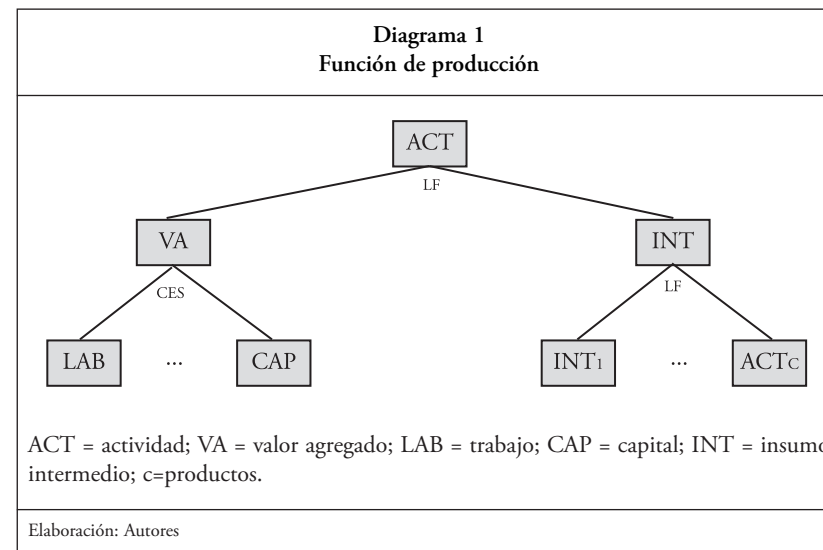 Diagrama 1
Función de producción
ACT
LF
VA
INT
CES
LF
LAB
...
CAP
INT1
...
ACTC
ACT = actividad; VA = valor agregado; LAB = trabajo; CAP = capital; INT = insumo
intermedio; c=productos.
Elaboración: Autores